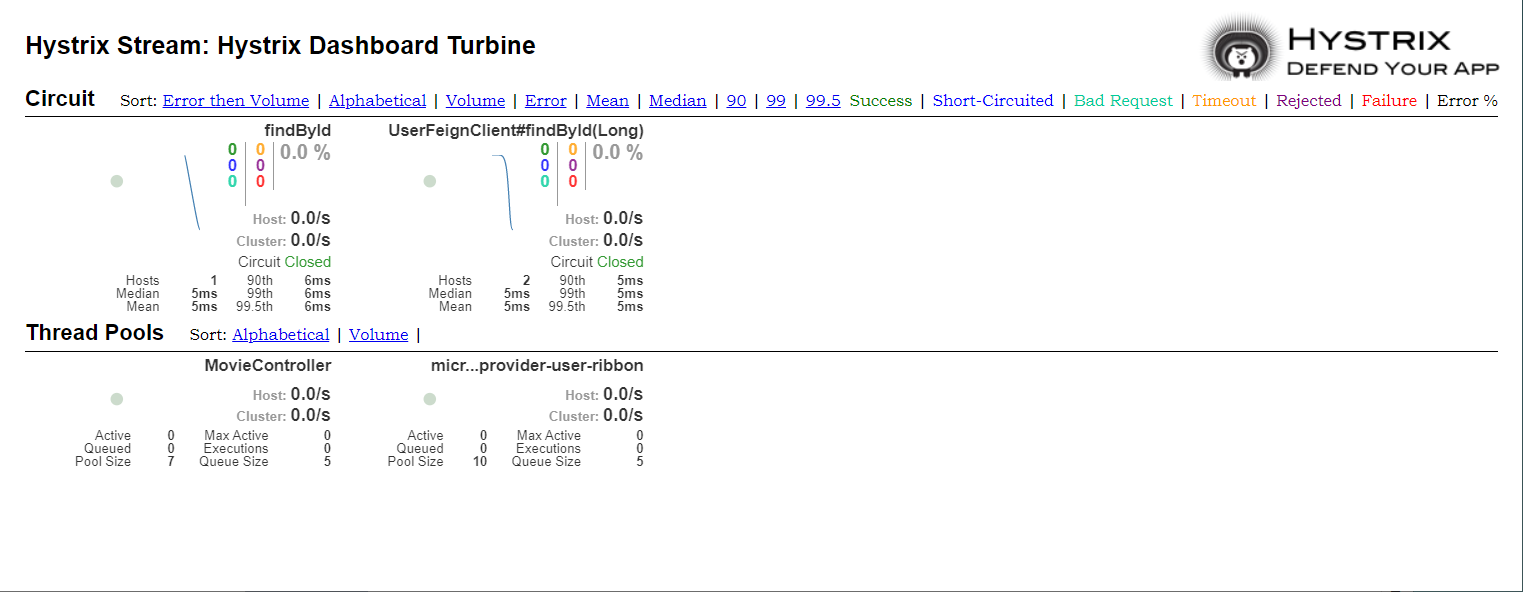 Hystrix Stream: Hystrix Dashboard Turbine
HYSTRIX
DEFEND YOUR APP
Circuit Sort: Error then Volume | Alphabetical | Volume | Error | Mean | Median | 90 | 99 | 99.5 Success | Short-Circuited | Bad Request | Timeout | Rejected | Failure | Error %
findById UserFeignClient#findById(Long)
0 0 0.0 % 0 0 0.0 %
0 0 0 0
0 0 0 0
Host: 0.0/s Host: 0.0/s
Cluster: 0.0/s Cluster: 0.0/s
Circuit Closed Circuit Closed
Hosts 1 90th 6ms Hosts 2 90th 5ms
Median 5ms 99th 6ms Median 5ms 99th 5ms
Mean 5ms 99.5th 6ms Mean 5ms 99.5th 5ms
Thread Pools Sort: Alphabetical | Volume |
MovieController micr...provider-user-ribbon
Host: 0.0/s Host: 0.0/s
Cluster: 0.0/s Cluster: 0.0/s
Active 0 Max Active 0 Active 0 Max Active 0
Queued 0 Executions 0 Queued 0 Executions 0
Pool Size 7 Queue Size 5 Pool Size 10 Queue Size 5